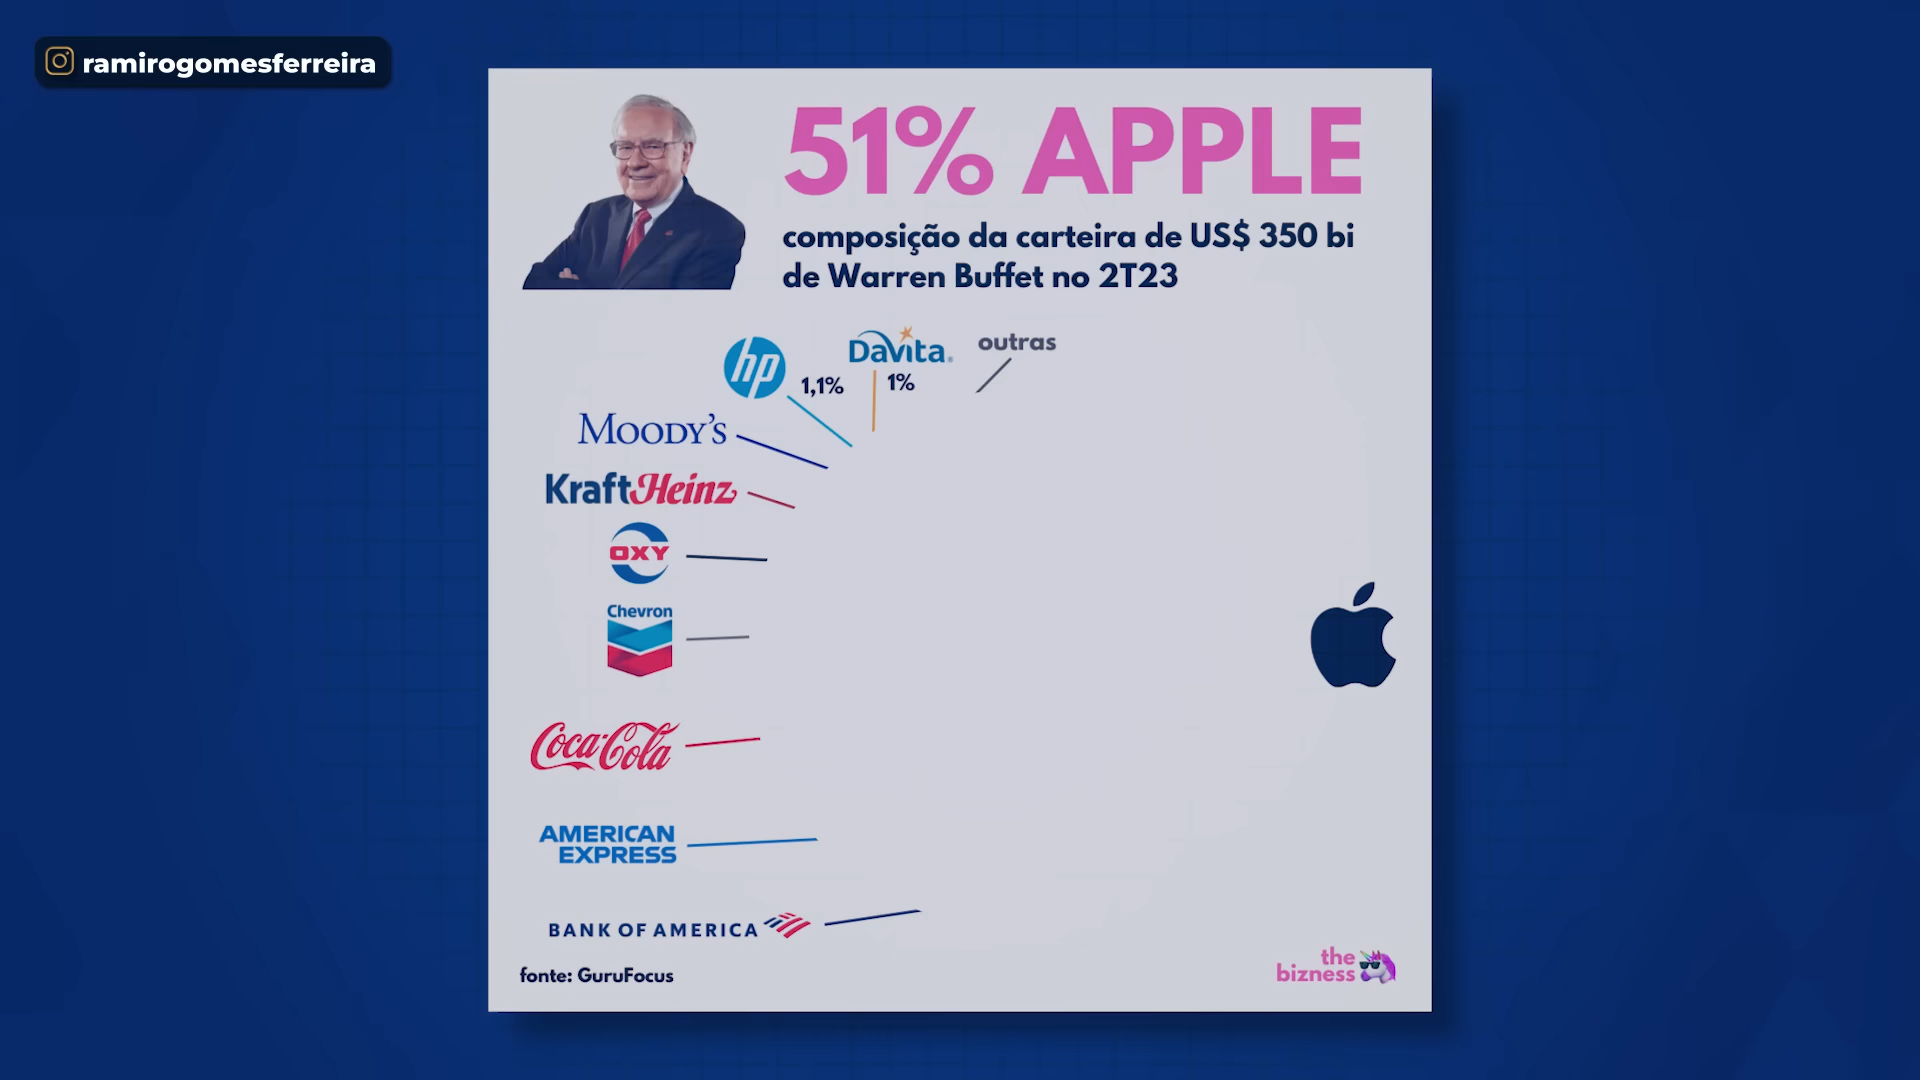 ramirogomesferreira
51% APPLE
composição da carteira de US$ 350 bi
de Warren Buffet no 2T23
hp
1,1%
DaVita
1%
outras
MOODY'S
KraftHeinz
OXY
Chevron
Coca-Cola
AMERICAN
EXPRESS
BANK OF AMERICA
fonte: GuruFocus
the
bizness